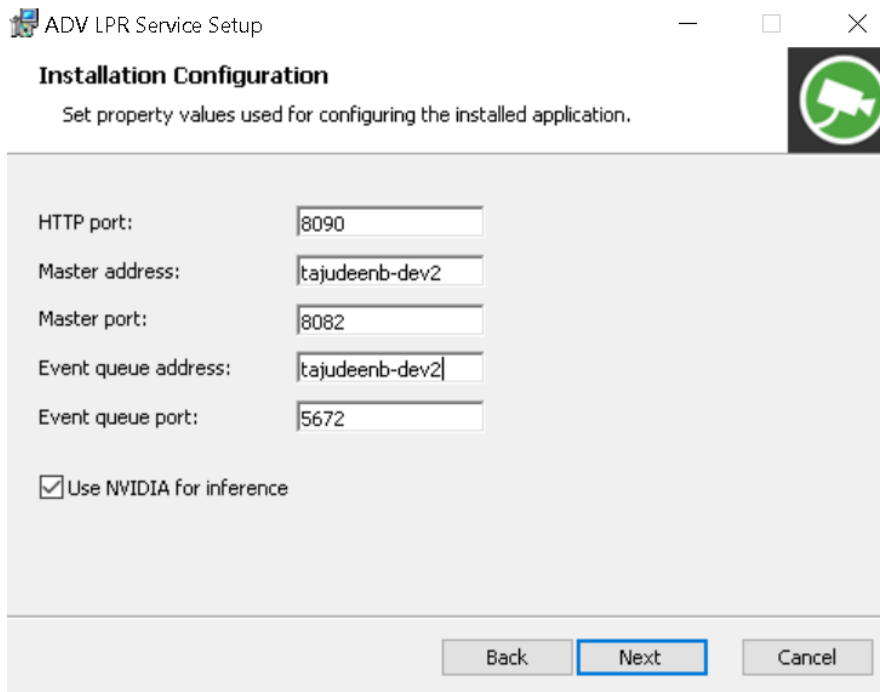 ADV LPR Service Setup
Installation Configuration
Set property values used for configuring the installed application.
HTTP port: 8090
Master address: tajudeenb-dev2
Master port: 8082
Event queue address: tajudeenb-dev2
Event queue port: 5672
Use NVIDIA for inference
Back Next Cancel